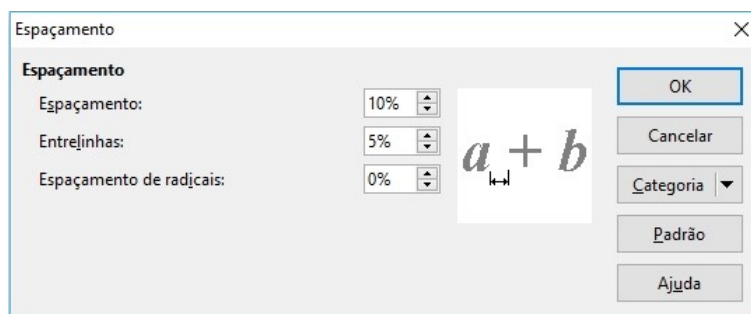 Espaçamento
Espaçamento
Espaçamento: 10%
Entrelinhas: 5%
Espaçamento de radicais: 0%
a + b
OK
Cancelar
Categoria
Padrão
Ajuda